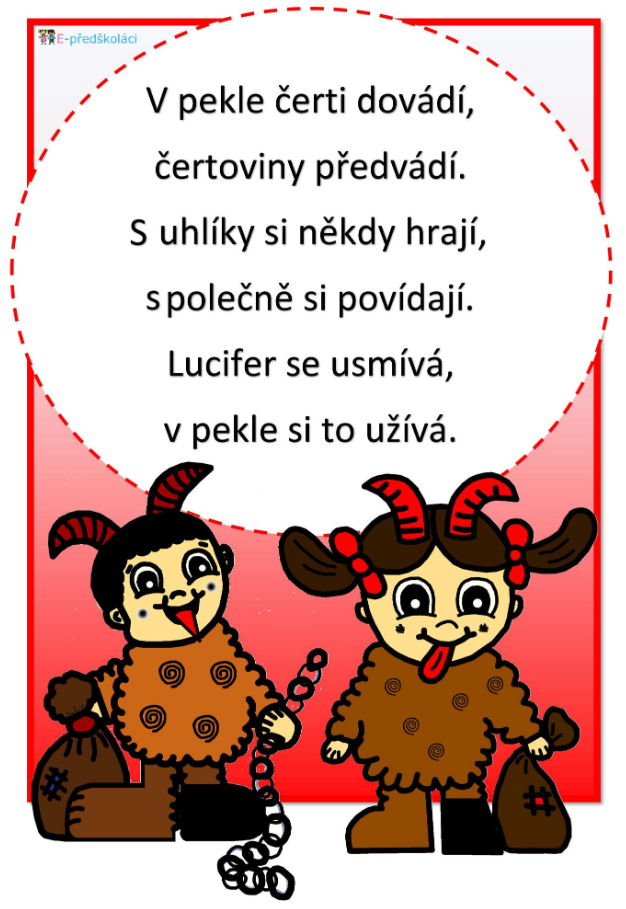 E-předškoláci
V pekle čerti dovádí,
čertoviny předvádí.
S uhlíky si někdy hrají,
společně si povídají.
Lucifer se usmívá,
v pekle si to užívá.